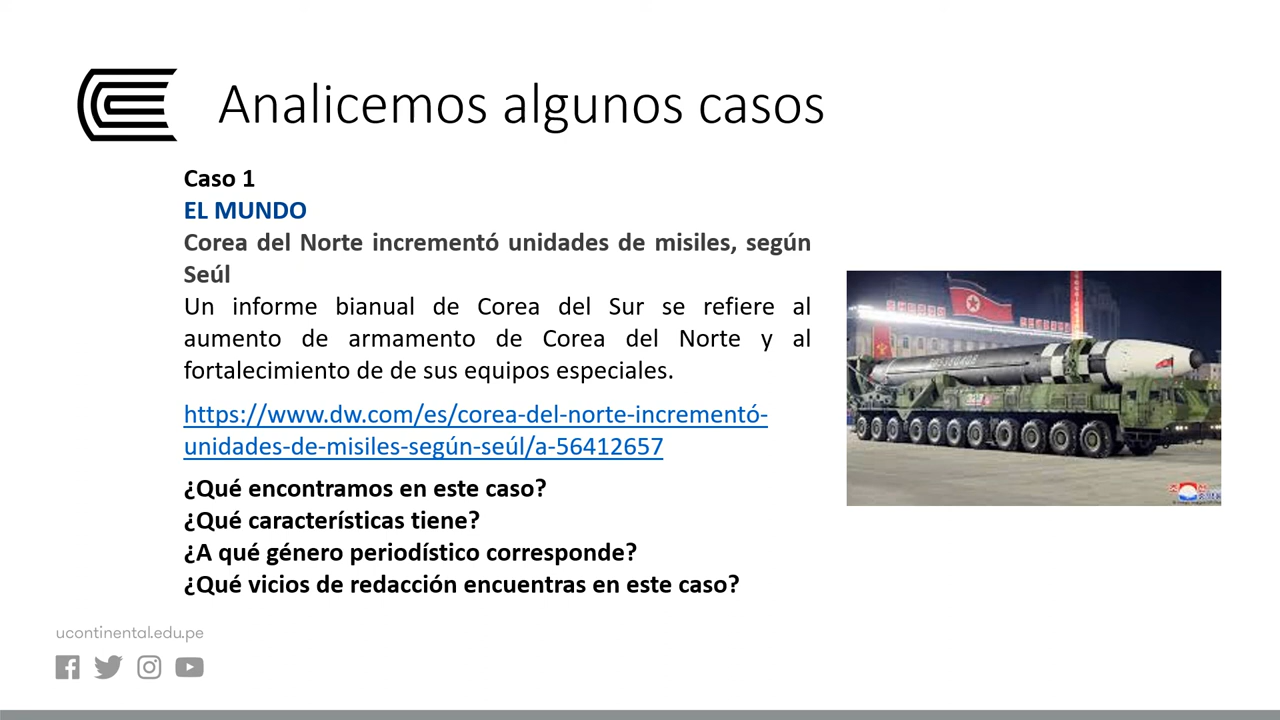 Analicemos algunos casos
Caso 1
EL MUNDO
Corea del Norte incrementó unidades de misiles, según
Seúl
Un informe bianual de Corea del Sur se refiere al
aumento de armamento de Corea del Norte y al
fortalecimiento de de sus equipos especiales.
https://www.dw.com/es/corea-del-norte-incrementó-
unidades-de-misiles-según-seúl/a-56412657
¿Qué encontramos en este caso?
¿Qué características tiene?
¿A qué género periodístico corresponde?
¿Qué vicios de redacción encuentras en este caso?
ucontinental.edu.pe